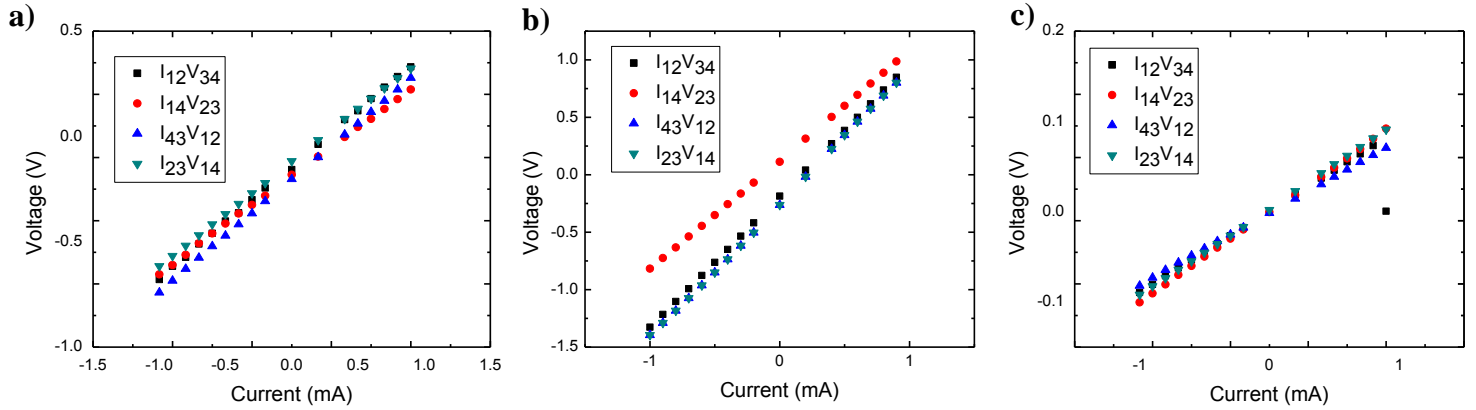 a)
0.5
0.0
-0.5
-1.0
Voltage (V)
I12V34
I14V23
I43V12
I23V14
-1.5 -1.0 -0.5 0.0 0.5 1.0 1.5
Current (mA)
b)
1.0
0.5
0.0
-0.5
-1.0
-1.5
Voltage (V)
I12V34
I14V23
I43V12
I23V14
-1 0 1
Current (mA)
c)
0.2
0.1
0.0
-0.1
Voltage (V)
I12V34
I14V23
I43V12
I23V14
-1 0 1
Current (mA)